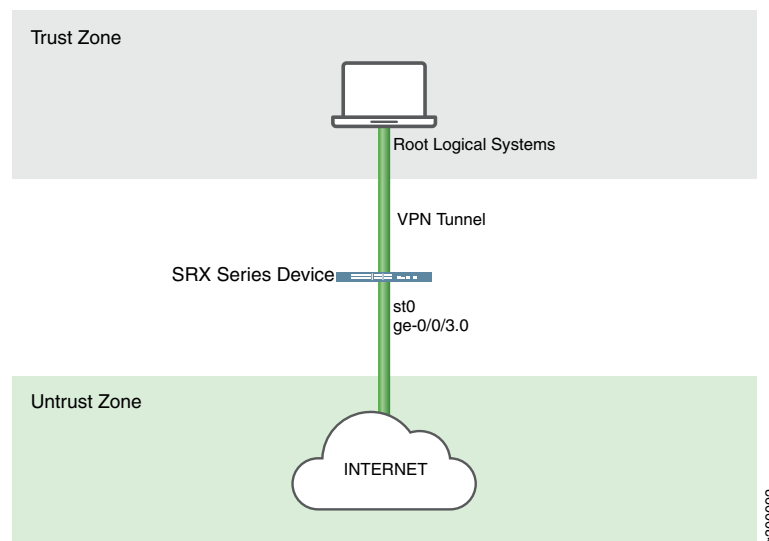 Trust Zone
Root Logical Systems
VPN Tunnel
SRX Series Device
st0
ge-0/0/3.0
Untrust Zone
INTERNET